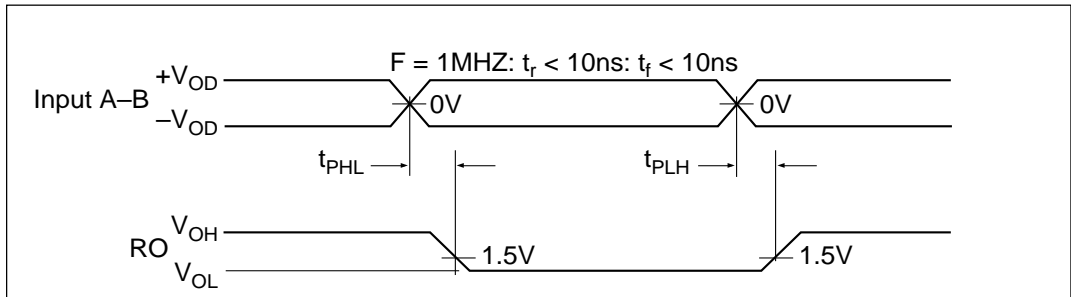 F = 1MHZ: tr < 10ns: tf < 10ns
+VOD
Input A–B
0V
0V
–VOD
tPHL
tPLH
VOH
RO
1.5V
1.5V
VOL